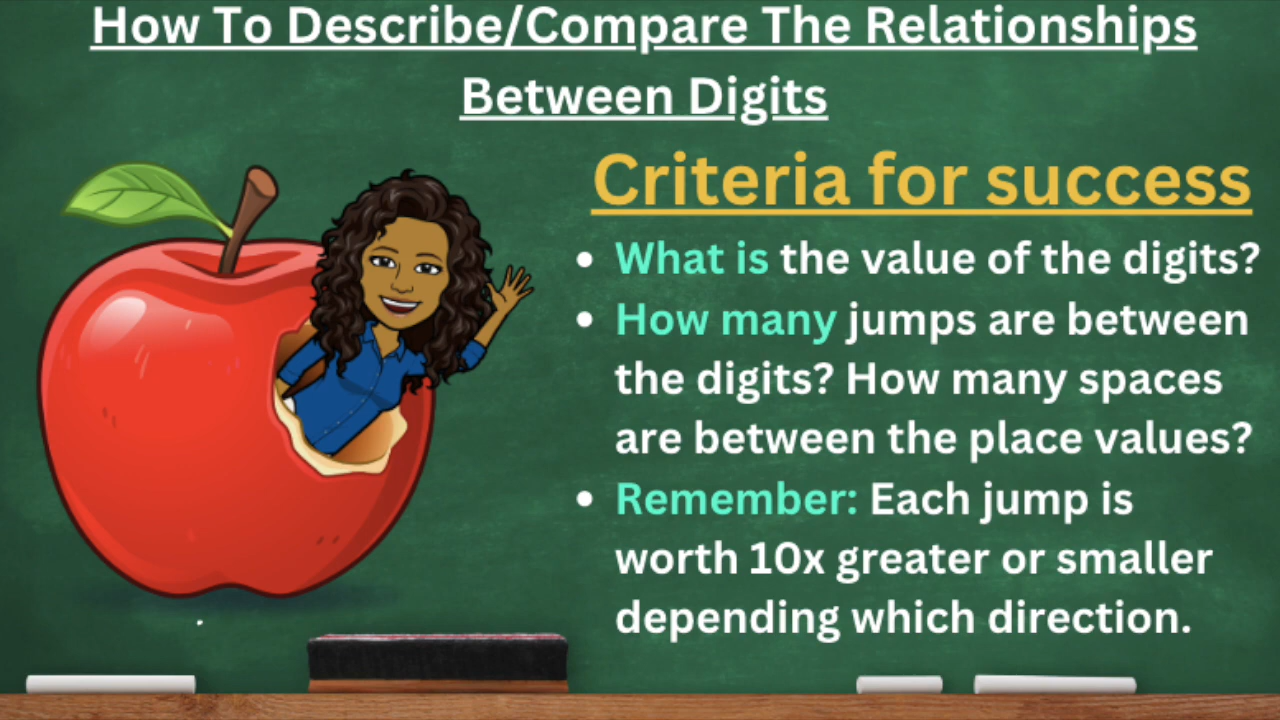 How To Describe/Compare The Relationships
Between Digits
Criteria for success
• What is the value of the digits?
• How many jumps are between
the digits? How many spaces
are between the place values?
• Remember: Each jump is
worth 10x greater or smaller
depending which direction.